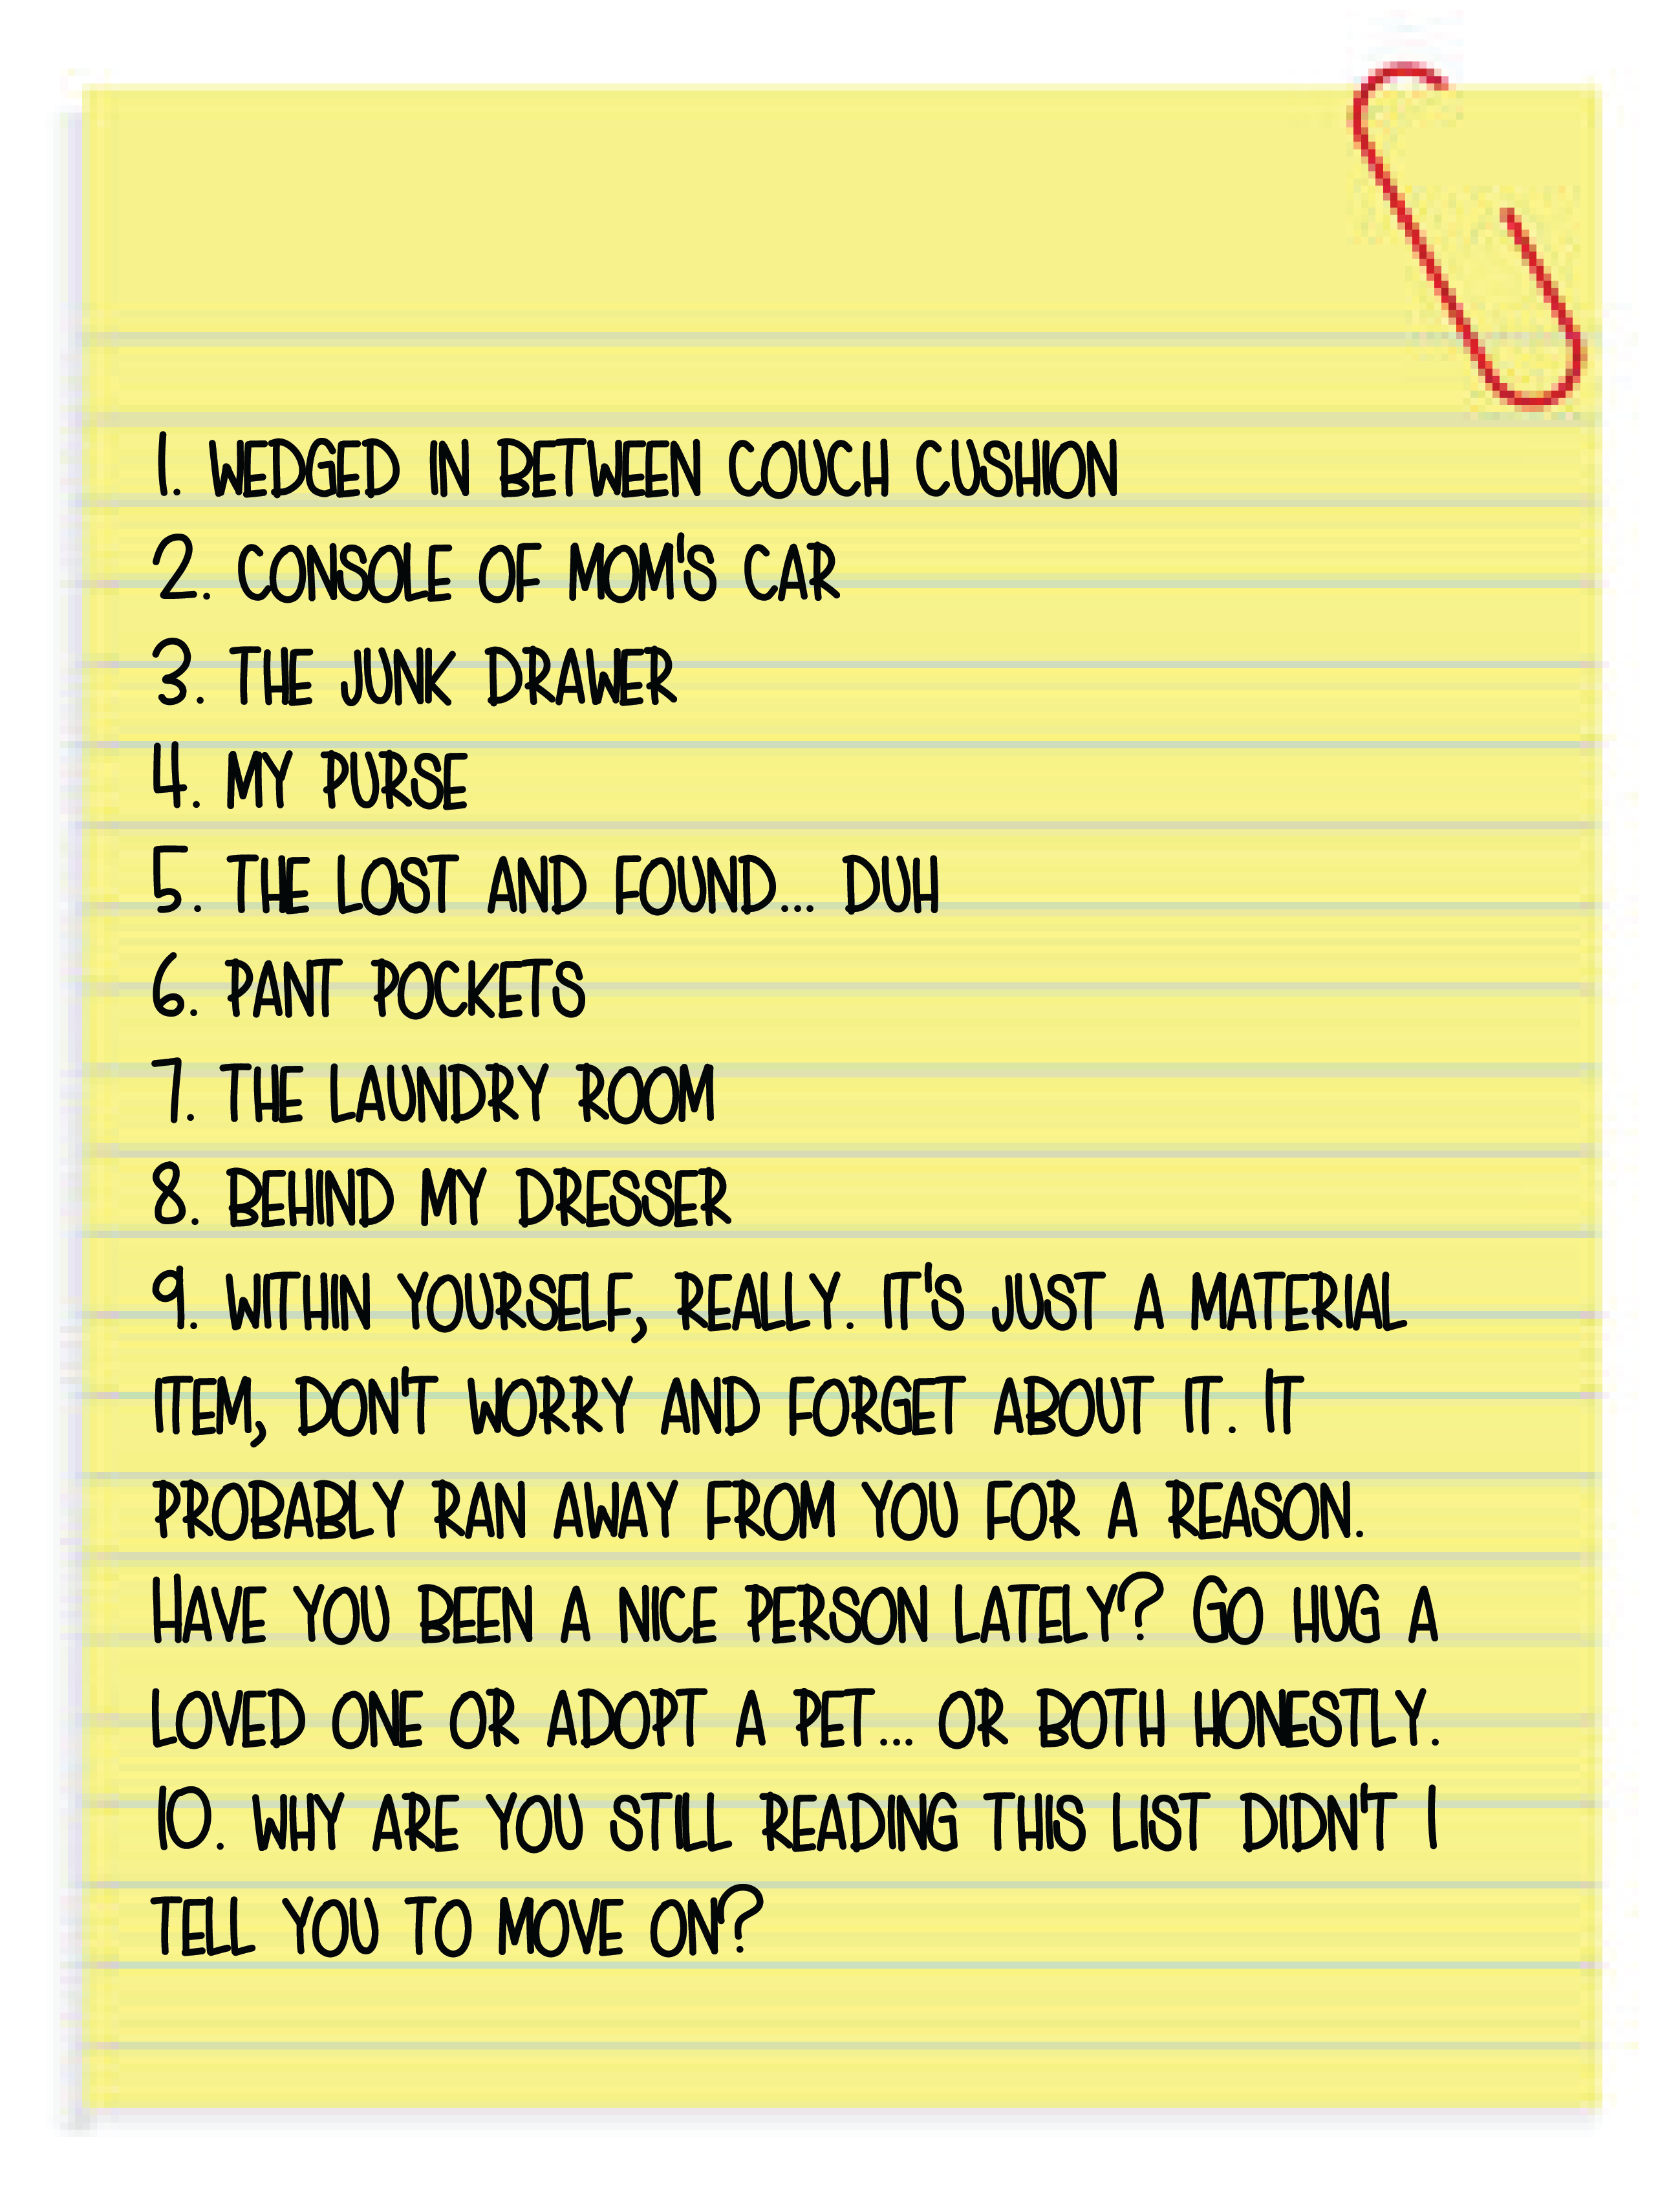 1. WEDGED IN BETWEEN COUCH CUSHION
2. CONSOLE OF MOM'S CAR
3. THE JUNK DRAWER
4. MY PURSE
5. THE LOST AND FOUND... DUH
6. PANT POCKETS
7. THE LAUNDRY ROOM
8. BEHIND MY DRESSER
9. WITHIN YOURSELF, REALLY. IT'S JUST A MATERIAL
ITEM, DON'T WORRY AND FORGET ABOUT IT. IT
PROBABLY RAN AWAY FROM YOU FOR A REASON.
HAVE YOU BEEN A NICE PERSON LATELY? GO HUG A
LOVED ONE OR ADOPT A PET... OR BOTH HONESTLY.
10. WHY ARE YOU STILL READING THIS LIST DIDN'T I
TELL YOU TO MOVE ON?